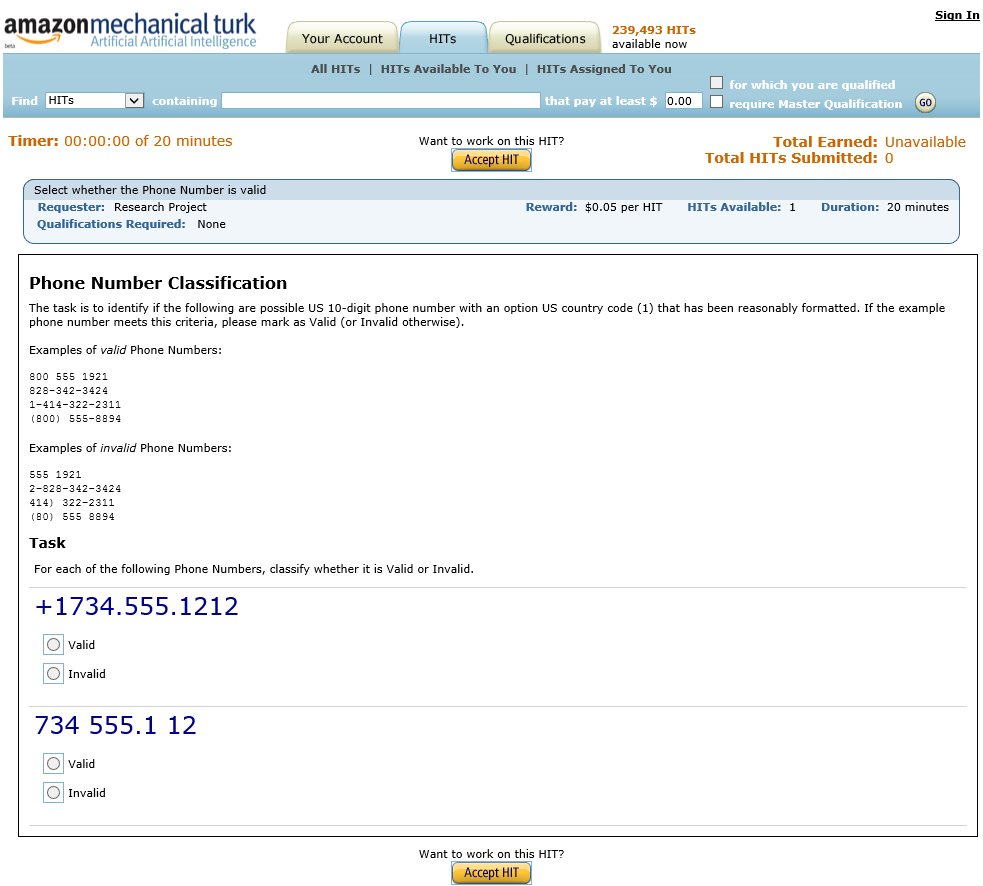 Sign In
amazonmechanical turk
beta
Artificial Artificial Intelligence
Your Account
HITs
Qualifications
239,493 HITs
available now
All HITs | HITs Available To You | HITs Assigned To You
Find HITs containing that pay at least $ 0.00
for which you are qualified
require Master Qualification
GO
Timer: 00:00:00 of 20 minutes
Want to work on this HIT?
Accept HIT
Total Earned: Unavailable
Total HITs Submitted: 0
Select whether the Phone Number is valid
Requester: Research Project
Reward: $0.05 per HIT HITs Available: 1 Duration: 20 minutes
Qualifications Required: None
Phone Number Classification
The task is to identify if the following are possible US 10-digit phone number with an option US country code (1) that has been reasonably formatted. If the example
phone number meets this criteria, please mark as Valid (or Invalid otherwise).
Examples of valid Phone Numbers:
800 555 1921
828-342-3424
1-414-322-2311
(800) 555-8894
Examples of invalid Phone Numbers:
555 1921
2-828-342-3424
414) 322-2311
(80) 555 8894
Task
For each of the following Phone Numbers, classify whether it is Valid or Invalid.
+1734.555.1212
Valid
Invalid
734 555.1 12
Valid
Invalid
Want to work on this HIT?
Accept HIT